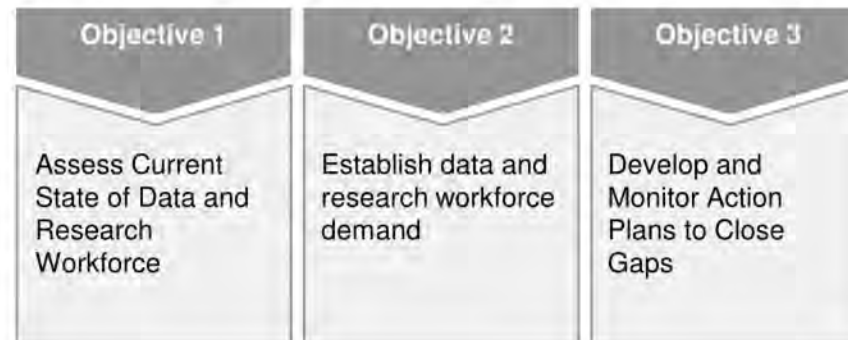 Objective 1
Assess Current
State of Data and
Research
Workforce
Objective 2
Establish data and
research workforce
demand
Objective 3
Develop and
Monitor Action
Plans to Close
Gaps